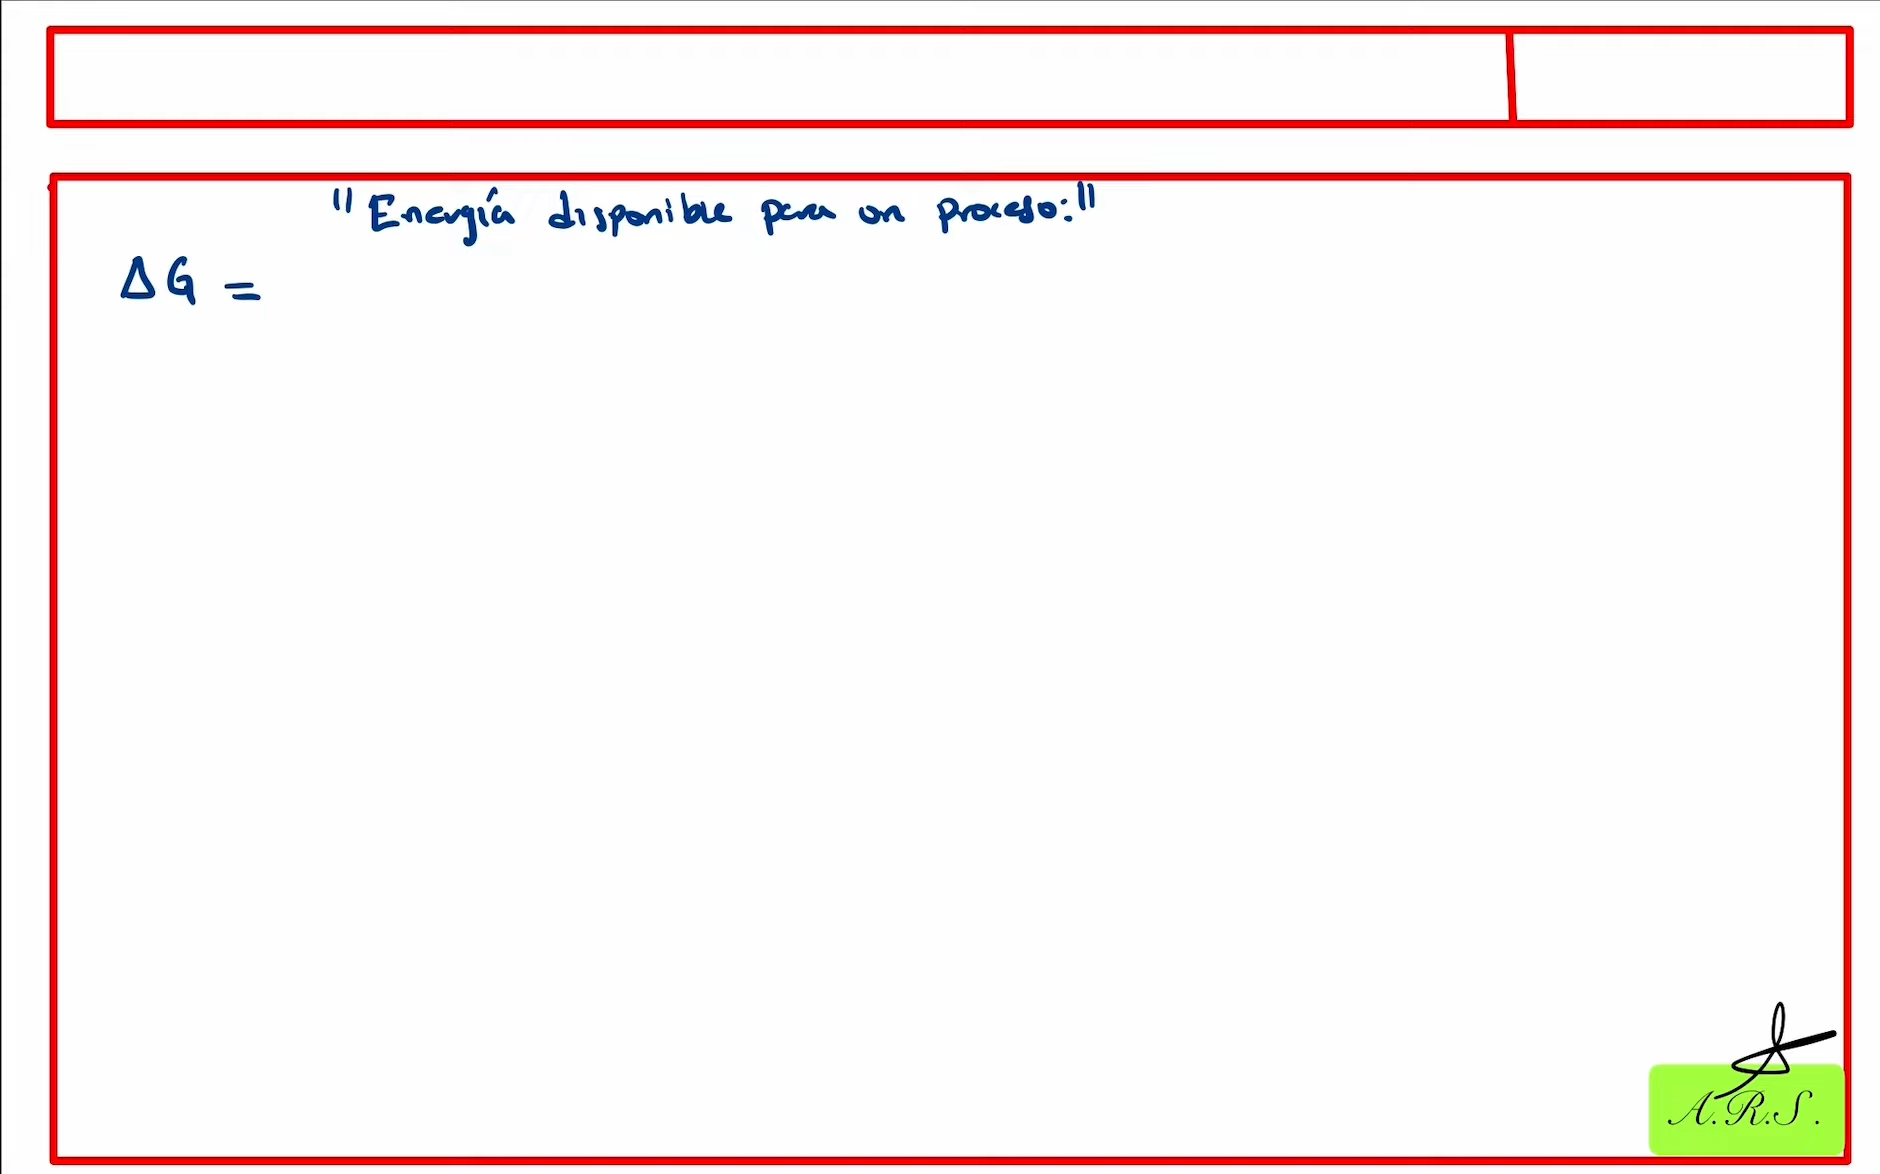 "Energía disponible para un proceso:"
ΔG =
A.R.S.